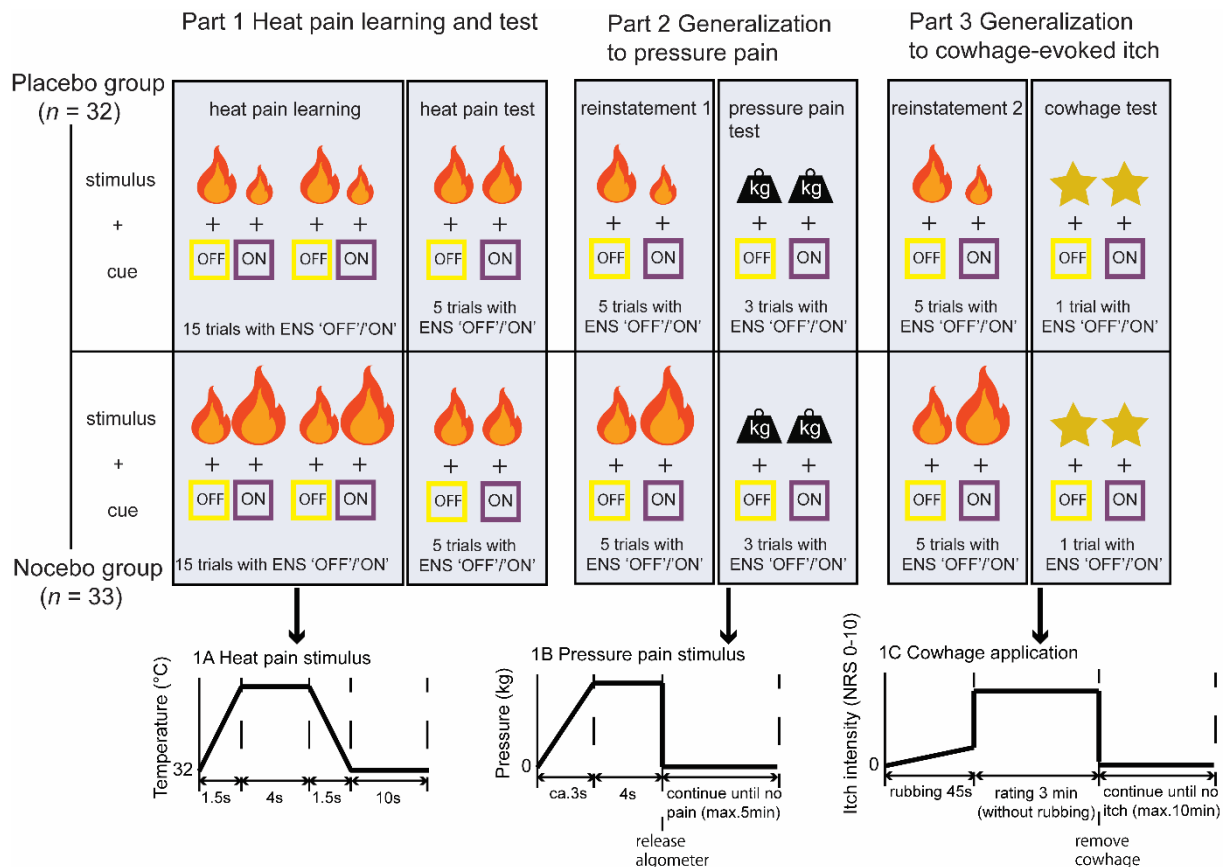 Part 1 Heat pain learning and test
Part 2 Generalization
to pressure pain
Part 3 Generalization
to cowhage-evoked itch
Placebo group
(n = 32)
heat pain learning
heat pain test
reinstatement 1
pressure pain
test
reinstatement 2
cowhage test
stimulus
kg kg
+
+ + + + + + + + + + + + + +
cue
OFF ON OFF ON OFF ON OFF ON OFF ON OFF ON OFF ON
15 trials with ENS 'OFF'/'ON'
5 trials with
ENS 'OFF'/'ON'
5 trials with
ENS 'OFF'/'ON'
3 trials with
ENS 'OFF'/'ON'
5 trials with
ENS 'OFF'/'ON'
1 trial with
ENS 'OFF'/'ON'
stimulus
kg kg
+
+ + + + + + + + + + + + + +
cue
OFF ON OFF ON OFF ON OFF ON OFF ON OFF ON OFF ON
15 trials with ENS 'OFF'/'ON'
5 trials with
ENS 'OFF'/'ON'
5 trials with
ENS 'OFF'/'ON'
3 trials with
ENS 'OFF'/'ON'
5 trials with
ENS 'OFF'/'ON'
1 trial with
ENS 'OFF'/'ON'
Nocebo group
(n = 33)
1A Heat pain stimulus
Temperature (°C)
32
1.5s 4s 1.5s 10s
1B Pressure pain stimulus
Pressure (kg)
0
ca.3s 4s continue until no
pain (max.5min)
release
algometer
1C Cowhage application
Itch intensity (NRS 0-10)
0
rubbing 45s rating 3 min
(without rubbing)
continue until no
itch (max.10min)
remove
cowhage